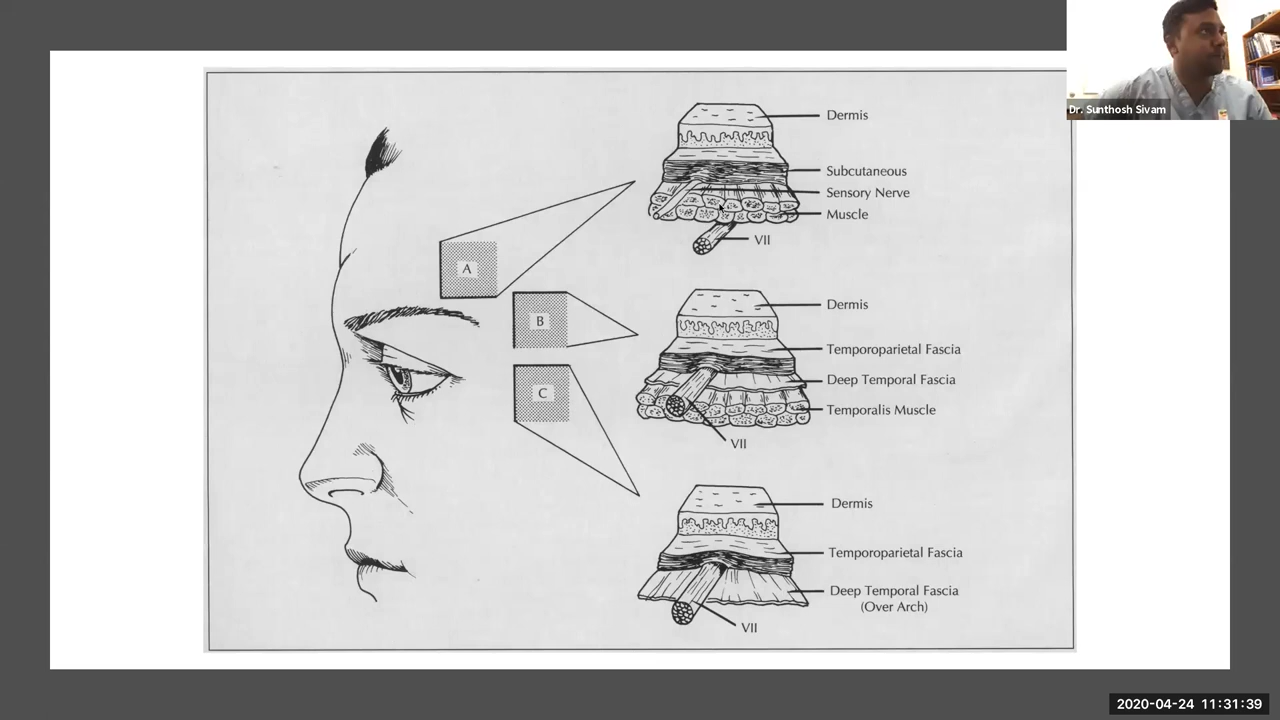 Dr. Sunthosh Sivam
Dermis
Subcutaneous
Sensory Nerve
Muscle
VII
A
B
C
Dermis
Temporoparietal Fascia
Deep Temporal Fascia
Temporalis Muscle
VII
Dermis
Temporoparietal Fascia
Deep Temporal Fascia
(Over Arch)
VII
2020-04-24 11:31:39